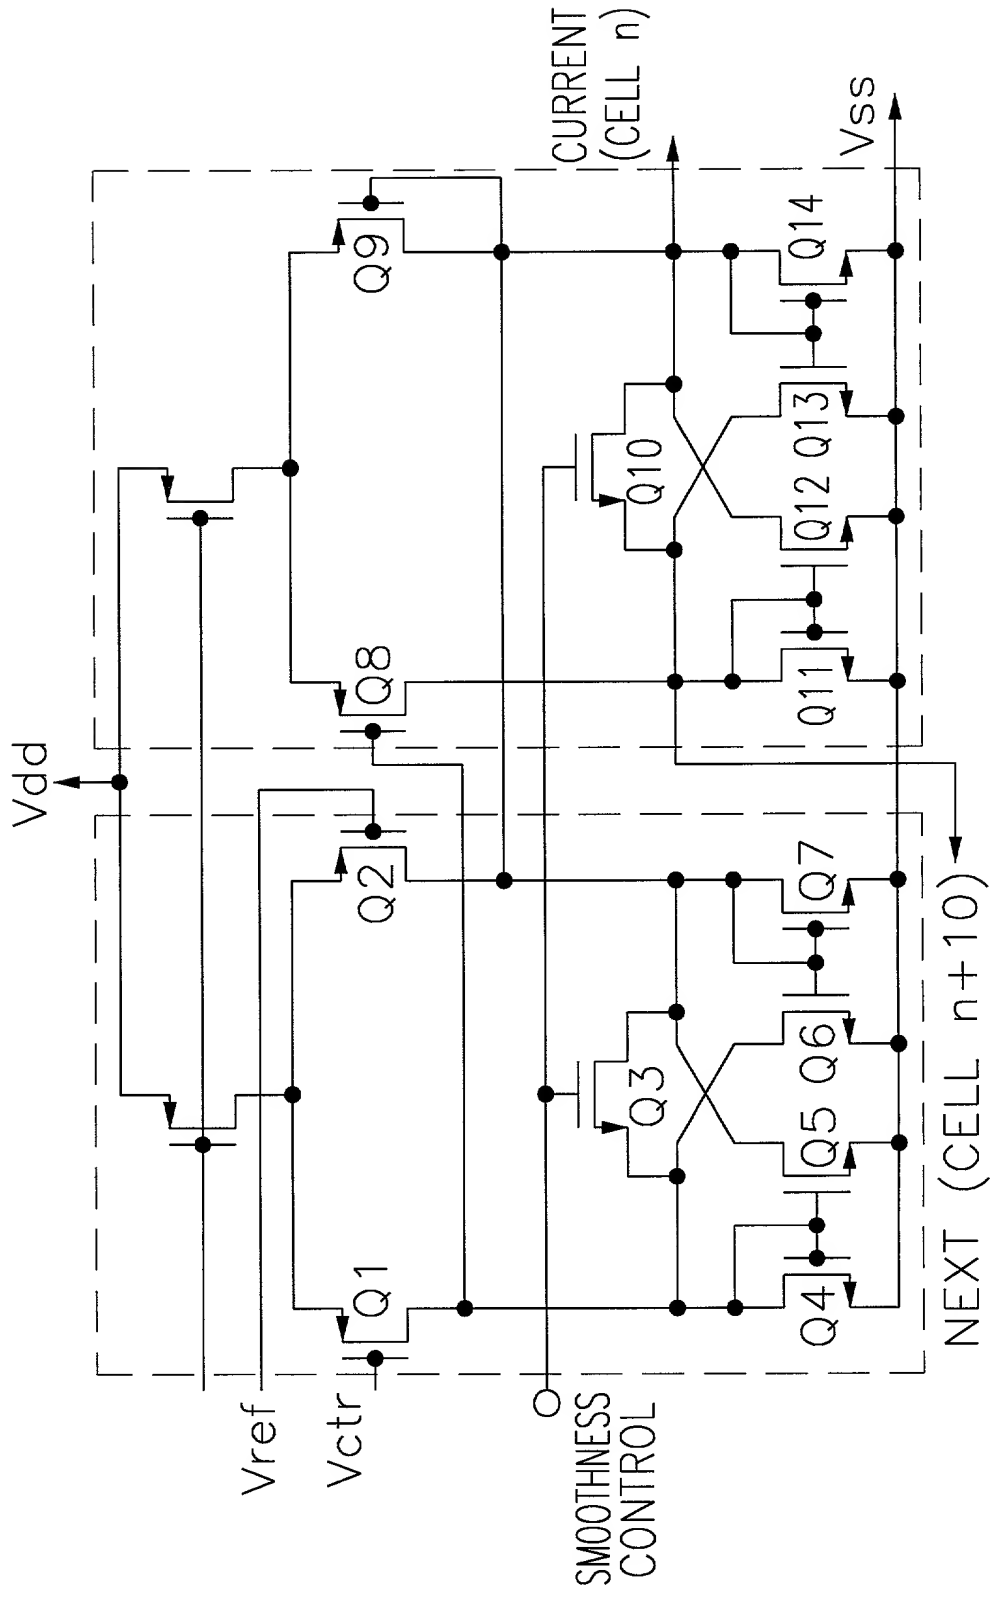 Vdd
Vref
Vctr
SMOOTHNESS
CONTROL
Q1
Q2
Q3
Q4
Q5
Q6
Q7
Q8
Q9
Q10
Q11
Q12
Q13
Q14
CURRENT
(CELL n)
Vss
NEXT (CELL n+10)